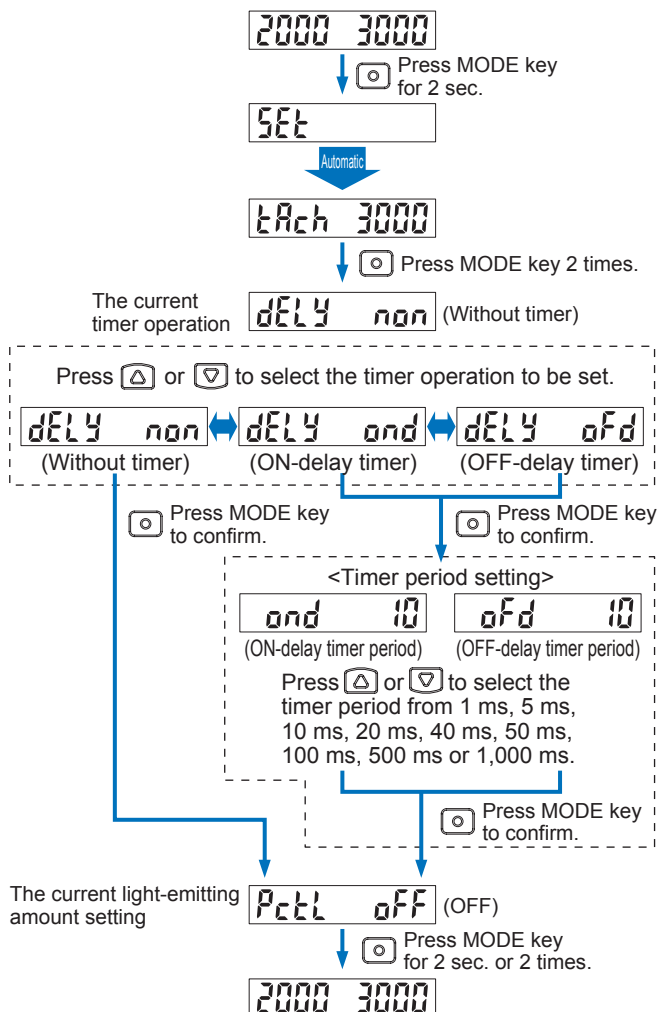 2000 3000
Press MODE key
for 2 sec.
SEt
Automatic
tAch 3000
Press MODE key 2 times.
The current
timer operation
dELY non (Without timer)
Press or to select the timer operation to be set.
dELY non dELY ond dELY oFd
(Without timer) (ON-delay timer) (OFF-delay timer)
Press MODE key
to confirm.
Press MODE key
to confirm.
<Timer period setting>
ond 10 oFd 10
(ON-delay timer period) (OFF-delay timer period)
Press or to select the
timer period from 1 ms, 5 ms,
10 ms, 20 ms, 40 ms, 50 ms,
100 ms, 500 ms or 1,000 ms.
Press MODE key
to confirm.
The current light-emitting
amount setting
PctL oFF (OFF)
Press MODE key
for 2 sec. or 2 times.
2000 3000